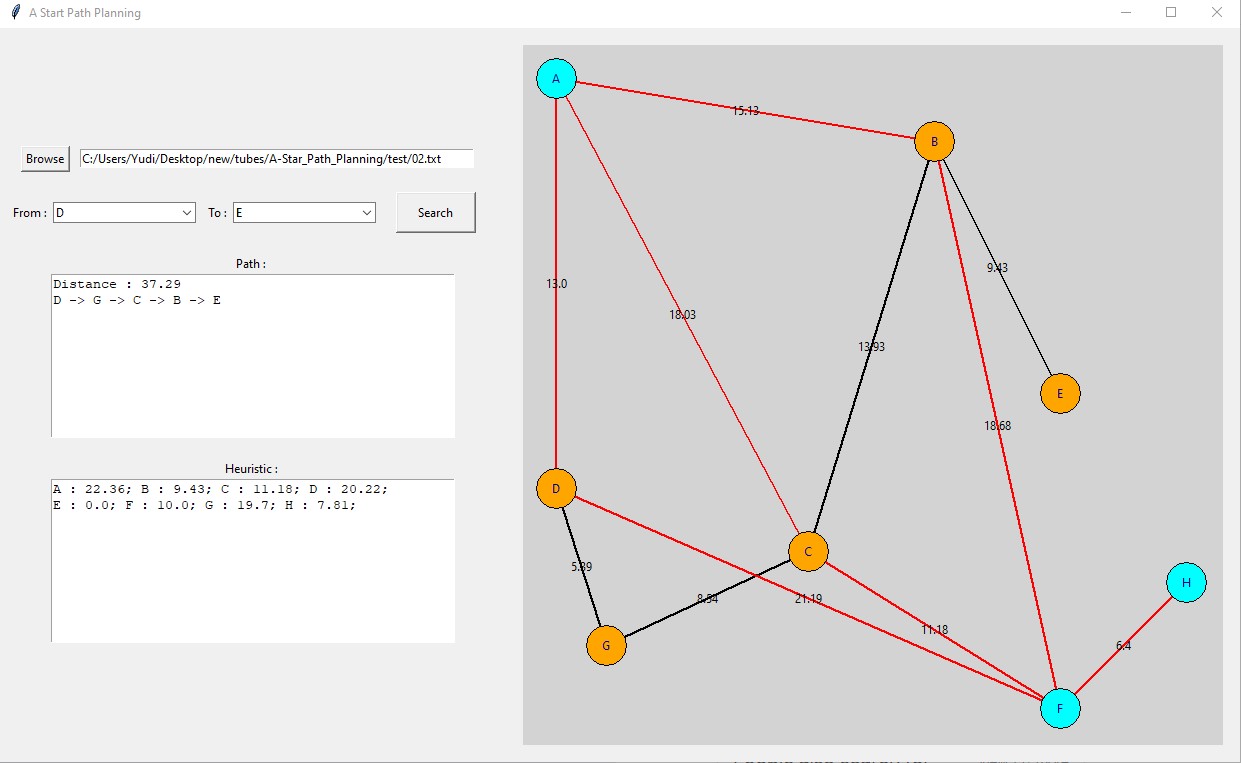 A Start Path Planning
Browse C:/Users/Yudi/Desktop/new/tubes/A-Star_Path_Planning/test/02.txt
From : D To : E Search
Path :
Distance : 37.29
D -> G -> C -> B -> E
Heuristic :
A : 22.36; B : 9.43; C : 11.18; D : 20.22;
E : 0.0; F : 10.0; G : 19.7; H : 7.81;
A
15.13
B
9.43
13.0
18.03
13.93
E
18.68
D
C
5.39
H
8.94
21.19
11.18
G
6.4
F